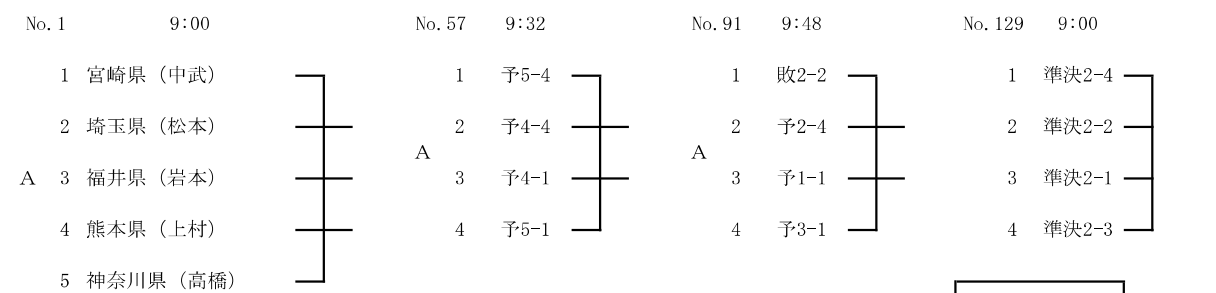 No. 1 9:00 No. 57 9:32 No. 91 9:48 No. 129 9:00
1 宮崎県（中武） 1 予5-4 1 敗2-2 1 準決2-4
2 埼玉県（松本） 2 予4-4 2 予2-4 2 準決2-2
A A
A 3 福井県（岩本） 3 予4-1 3 予1-1 3 準決2-1
4 熊本県（上村） 4 予5-1 4 予3-1 4 準決2-3
5 神奈川県（高橋）